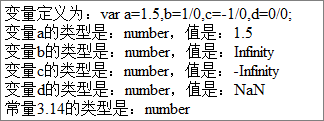 变量定义为：var a=1.5,b=1/0,c=-1/0,d=0/0;
变量a的类型是：number，值是：1.5
变量b的类型是：number，值是：Infinity
变量c的类型是：number，值是：-Infinity
变量d的类型是：number，值是：NaN
常量3.14的类型是：number